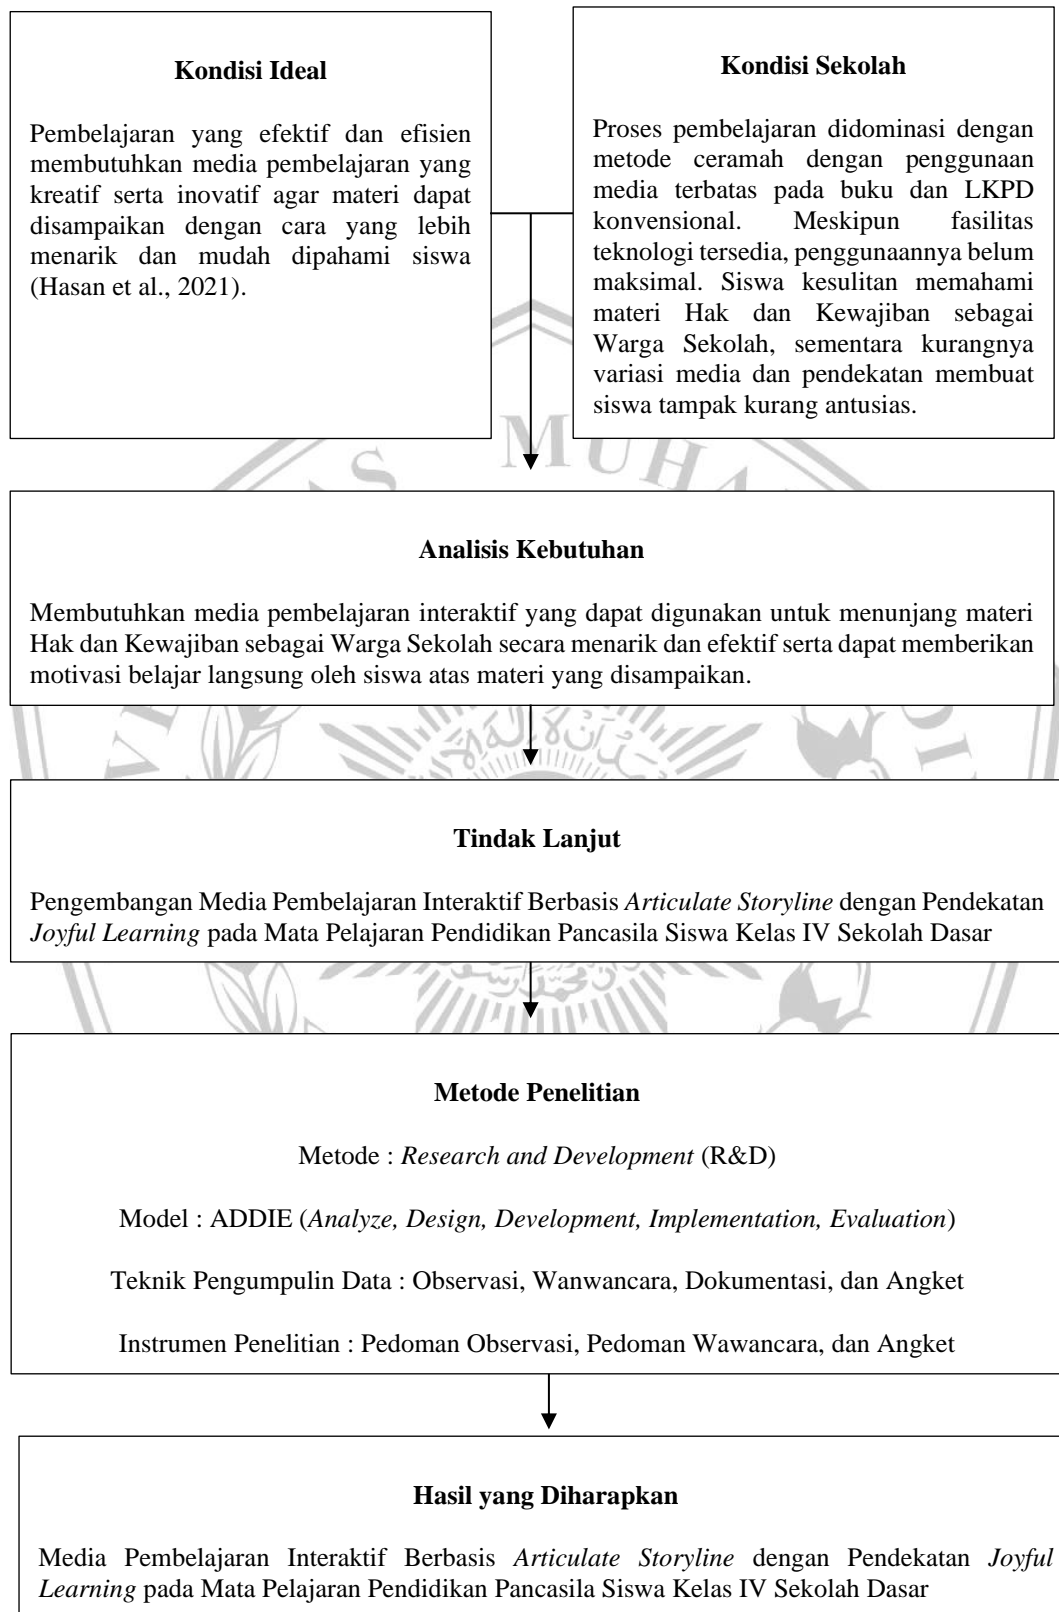 Kondisi Ideal
Pembelajaran yang efektif dan efisien
membutuhkan media pembelajaran yang
kreatif serta inovatif agar materi dapat
disampaikan dengan cara yang lebih
menarik dan mudah dipahami siswa
(Hasan et al., 2021).
Kondisi Sekolah
Proses pembelajaran didominasi dengan
metode ceramah dengan penggunaan
media terbatas pada buku dan LKPD
konvensional. Meskipun fasilitas
teknologi tersedia, penggunaannya belum
maksimal. Siswa kesulitan memahami
materi Hak dan Kewajiban sebagai
Warga Sekolah, sementara kurangnya
variasi media dan pendekatan membuat
siswa tampak kurang antusias.
S MUHA
Analisis Kebutuhan
Membutuhkan media pembelajaran interaktif yang dapat digunakan untuk menunjang materi
Hak dan Kewajiban sebagai Warga Sekolah secara menarik dan efektif serta dapat memberikan
motivasi belajar langsung oleh siswa atas materi yang disampaikan.
Tindak Lanjut
Pengembangan Media Pembelajaran Interaktif Berbasis Articulate Storyline dengan Pendekatan
Joyful Learning pada Mata Pelajaran Pendidikan Pancasila Siswa Kelas IV Sekolah Dasar
Metode Penelitian
Metode : Research and Development (R&D)
Model : ADDIE (Analyze, Design, Development, Implementation, Evaluation)
Teknik Pengumpulin Data : Observasi, Wanwancara, Dokumentasi, dan Angket
Instrumen Penelitian : Pedoman Observasi, Pedoman Wawancara, dan Angket
Hasil yang Diharapkan
Media Pembelajaran Interaktif Berbasis Articulate Storyline dengan Pendekatan Joyful
Learning pada Mata Pelajaran Pendidikan Pancasila Siswa Kelas IV Sekolah Dasar